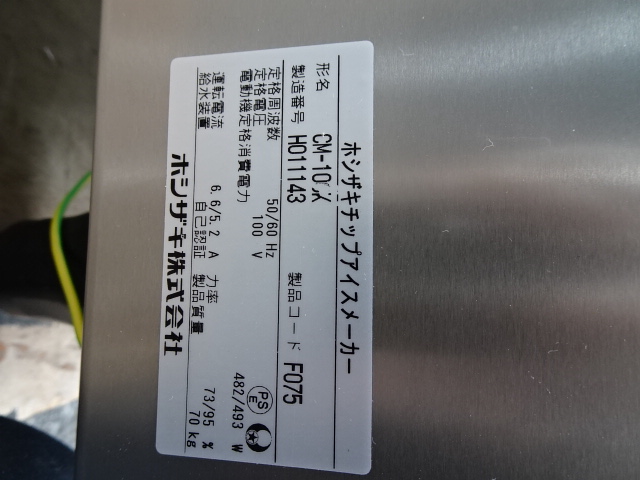 ホシザキチップアイスメーカー
形名 CM-100K
製造番号 H011143 製品コード F075
定格周波数 50/60 Hz
定格電圧 100 V
電動機定格消費電力 482/493 W
PS
E
運転電流 6.6/5.2 A 力率 73/95 %
給水装置 自己認証 製品質量 70 kg
ホシザキ株式会社